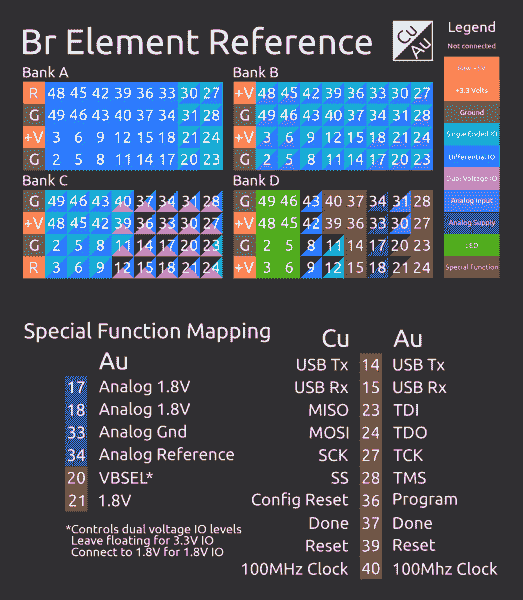 Br Element Reference
Cu
Au
Legend
Not connected
+3.3 Volts
Ground
Single Ended IO
Differential IO
Dual Voltage IO
Analog Input
Analog Supply
LED
Special Function
Bank A
R 48 45 42 39 36 33 30 27
G 49 46 43 40 37 34 31 28
+V 3 6 9 12 15 18 21 24
G 2 5 8 11 14 17 20 23
Bank B
+V 48 45 42 39 36 33 30 27
G 49 46 43 40 37 34 31 28
+V 3 6 9 12 15 18 21 24
G 2 5 8 11 14 17 20 23
Bank C
G 49 46 43 40 37 34 31 28
+V 48 45 42 39 36 33 30 27
G 2 5 8 11 14 17 20 23
R 3 6 9 12 15 18 21 24
Bank D
G 49 46 43 40 37 34 31 28
+V 48 45 42 39 36 33 30 27
G 2 5 8 11 14 17 20 23
+V 3 6 9 12 15 18 21 24
Special Function Mapping
Au
17 Analog 1.8V
18 Analog 1.8V
33 Analog Gnd
34 Analog Reference
20 VBSEL*
21 1.8V
*Controls dual voltage IO levels
Leave floating for 3.3V IO
Connect to 1.8V for 1.8V IO
Cu Au
USB Tx 14 USB Tx
USB Rx 15 USB Rx
MISO 23 TDI
MOSI 24 TDO
SCK 27 TCK
SS 28 TMS
Config Reset 36 Program
Done 37 Done
Reset 39 Reset
100MHz Clock 40 100MHz Clock